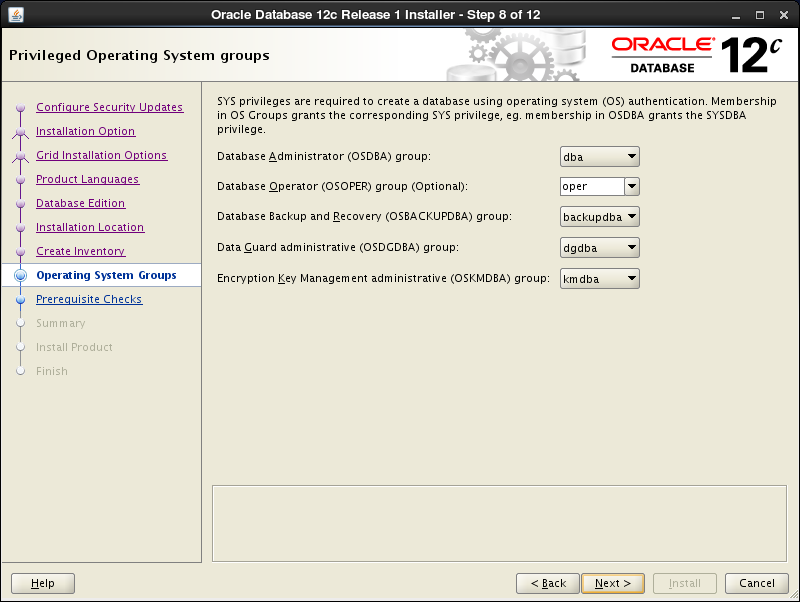 Oracle Database 12c Release 1 Installer - Step 8 of 12
Privileged Operating System groups
ORACLE®
DATABASE
12c
Configure Security Updates
Installation Option
Grid Installation Options
Product Languages
Database Edition
Installation Location
Create Inventory
Operating System Groups
Prerequisite Checks
Summary
Install Product
Finish
SYS privileges are required to create a database using operating system (OS) authentication. Membership
in OS Groups grants the corresponding SYS privilege, eg. membership in OSDBA grants the SYSDBA
privilege.
Database Administrator (OSDBA) group: dba
Database Operator (OSOPER) group (Optional): oper
Database Backup and Recovery (OSBACKUPDBA) group: backupdba
Data Guard administrative (OSDGDBA) group: dgdba
Encryption Key Management administrative (OSKMDBA) group: kmdba
Help
< Back
Next >
Install
Cancel